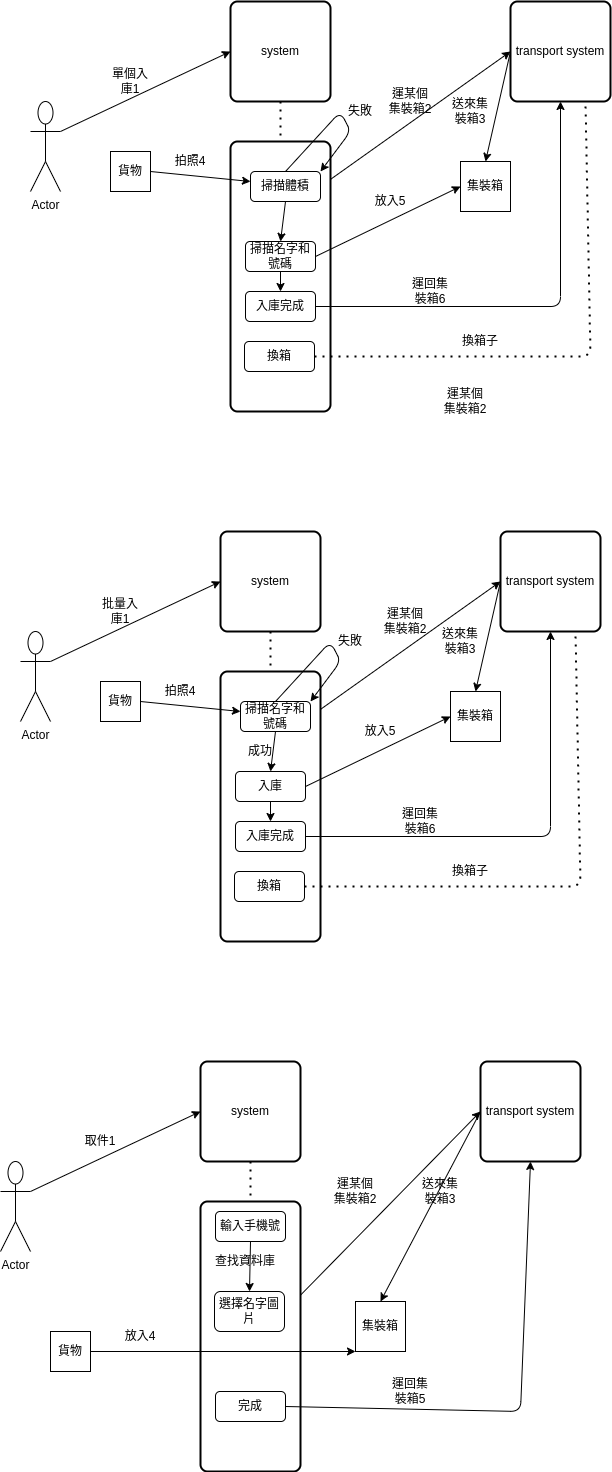 system
transport system
單個入
庫1
運某個
集裝箱2
失敗
送來集
裝箱3
拍照4
貨物
掃描體積
集裝箱
Actor
放入5
掃描名字和
號碼
運回集
裝箱6
入庫完成
換箱子
換箱
運某個
集裝箱2
system
transport system
批量入
庫1
運某個
集裝箱2
失敗
送來集
裝箱3
拍照4
貨物
掃描名字和
號碼
集裝箱
Actor
放入5
成功
入庫
運回集
裝箱6
入庫完成
換箱子
換箱
system
transport system
取件1
運某個
集裝箱2
送來集
裝箱3
輸入手機號
Actor
查找資料庫
選擇名字圖
片
集裝箱
放入4
貨物
運回集
裝箱5
完成